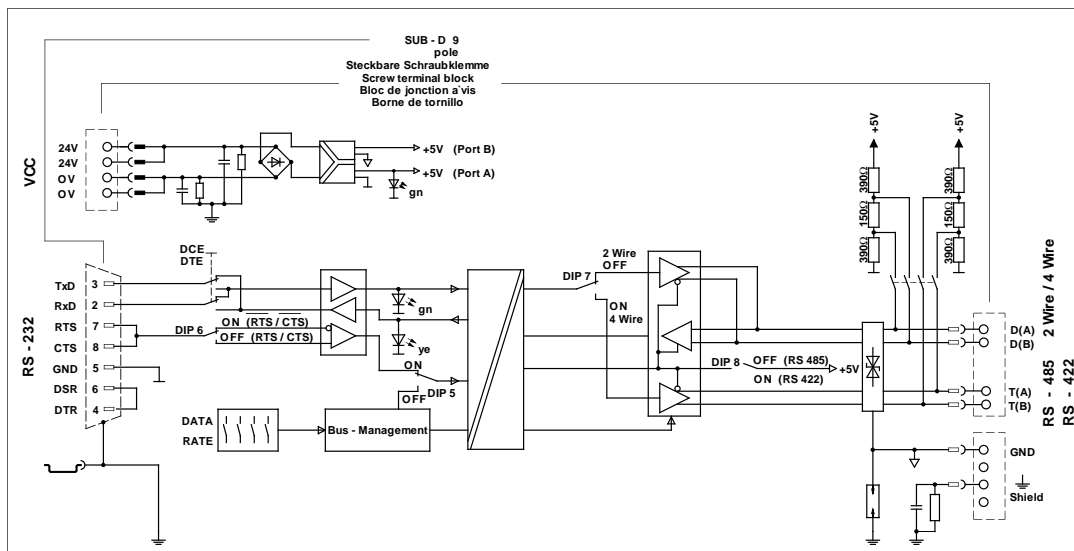 SUB - D 9
pole
Steckbare Schraubklemme
Screw terminal block
Bloc de jonction a`vis
Borne de tornillo
VCC
24V
24V
0V
0V
+5V (Port B)
+5V (Port A)
gn
+5V
+5V
390Ω
150Ω
390Ω
390Ω
150Ω
390Ω
RS - 232
DCE
DTE
TxD 3
RxD 2
RTS 7
CTS 8
GND 5
DSR 6
DTR 4
DIP 6
ON (RTS / CTS)
OFF (RTS / CTS)
gn
ye
ON
OFF
DIP 5
DATA
RATE
Bus - Management
2 Wire
OFF
DIP 7
ON
4 Wire
DIP 8
OFF (RS 485)
ON (RS 422)
+5V
D(A)
D(B)
T(A)
T(B)
GND
Shield
RS - 485 2 Wire / 4 Wire
RS - 422